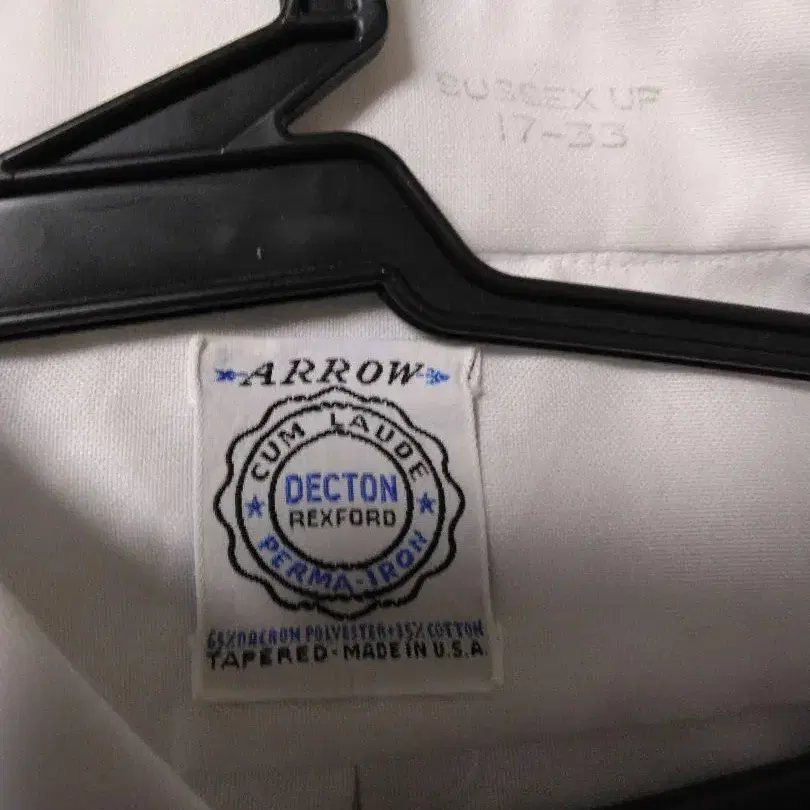 SUSSEX UP
17-33
ARROW
CUM LAUDE
DECTON
REXFORD
PERMA-IRON
65% DACRON POLYESTER • 35% COTTON
TAPERED - MADE IN U.S.A.